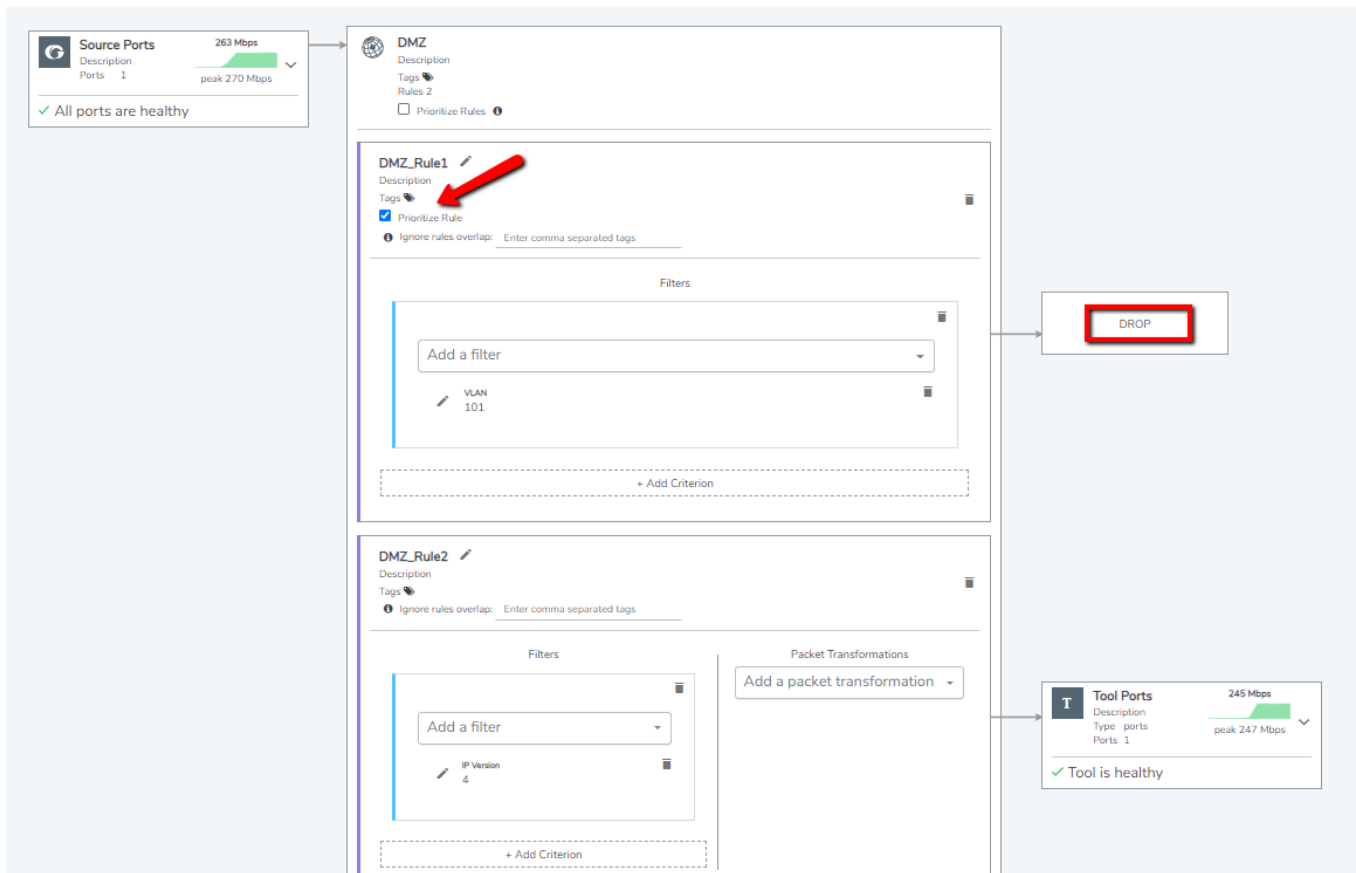 Source Ports
263 Mbps
Description
Ports 1
peak 270 Mbps
All ports are healthy
DMZ
Description
Tags
Rules 2
Prioritize Rules
DMZ_Rule1
Description
Tags
Prioritize Rule
Ignore rules overlap: Enter comma separated tags
Filters
Add a filter
VLAN
101
+ Add Criterion
DROP
DMZ_Rule2
Description
Tags
Ignore rules overlap: Enter comma separated tags
Filters
Add a filter
IP Version
4
+ Add Criterion
Packet Transformations
Add a packet transformation
T
Tool Ports
245 Mbps
Description
Type ports
Ports 1
peak 247 Mbps
Tool is healthy